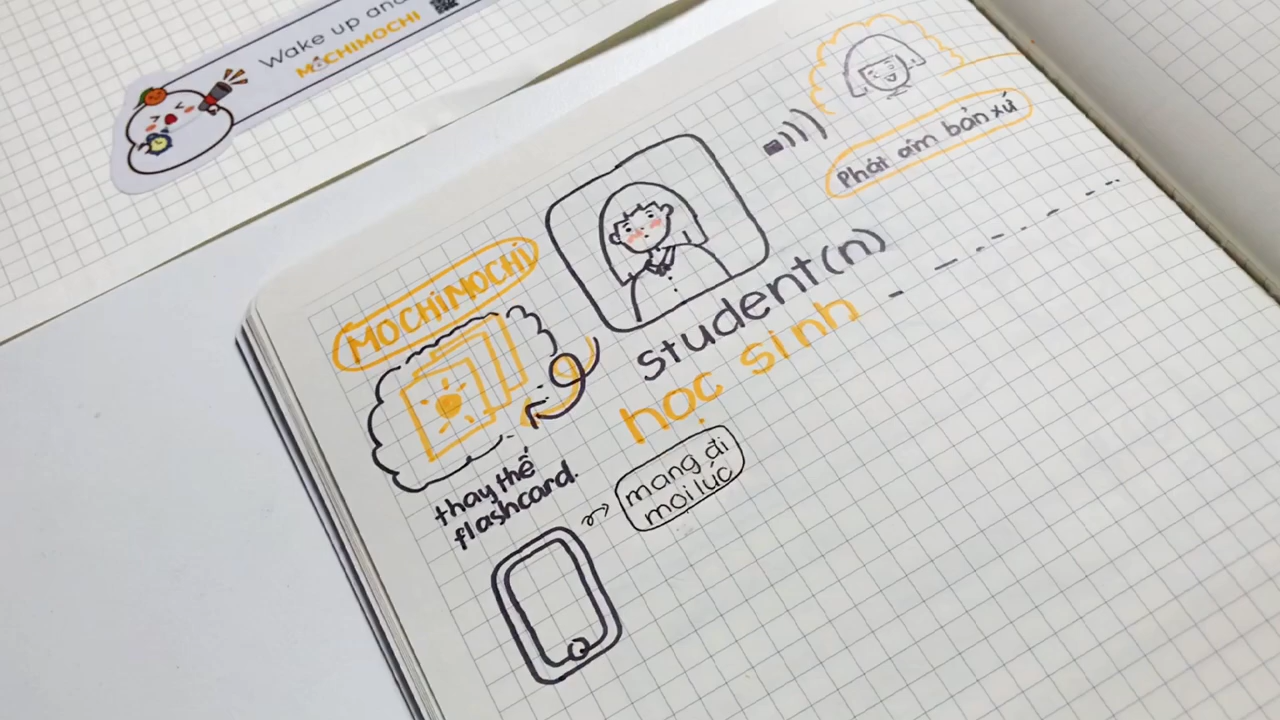 Wake up and
MOCHIMOCHI
Phát âm bản xứ
MOCHIMOCHI
student(n)
học sinh
thay thế
flashcard.
mang đi
mọi lúc